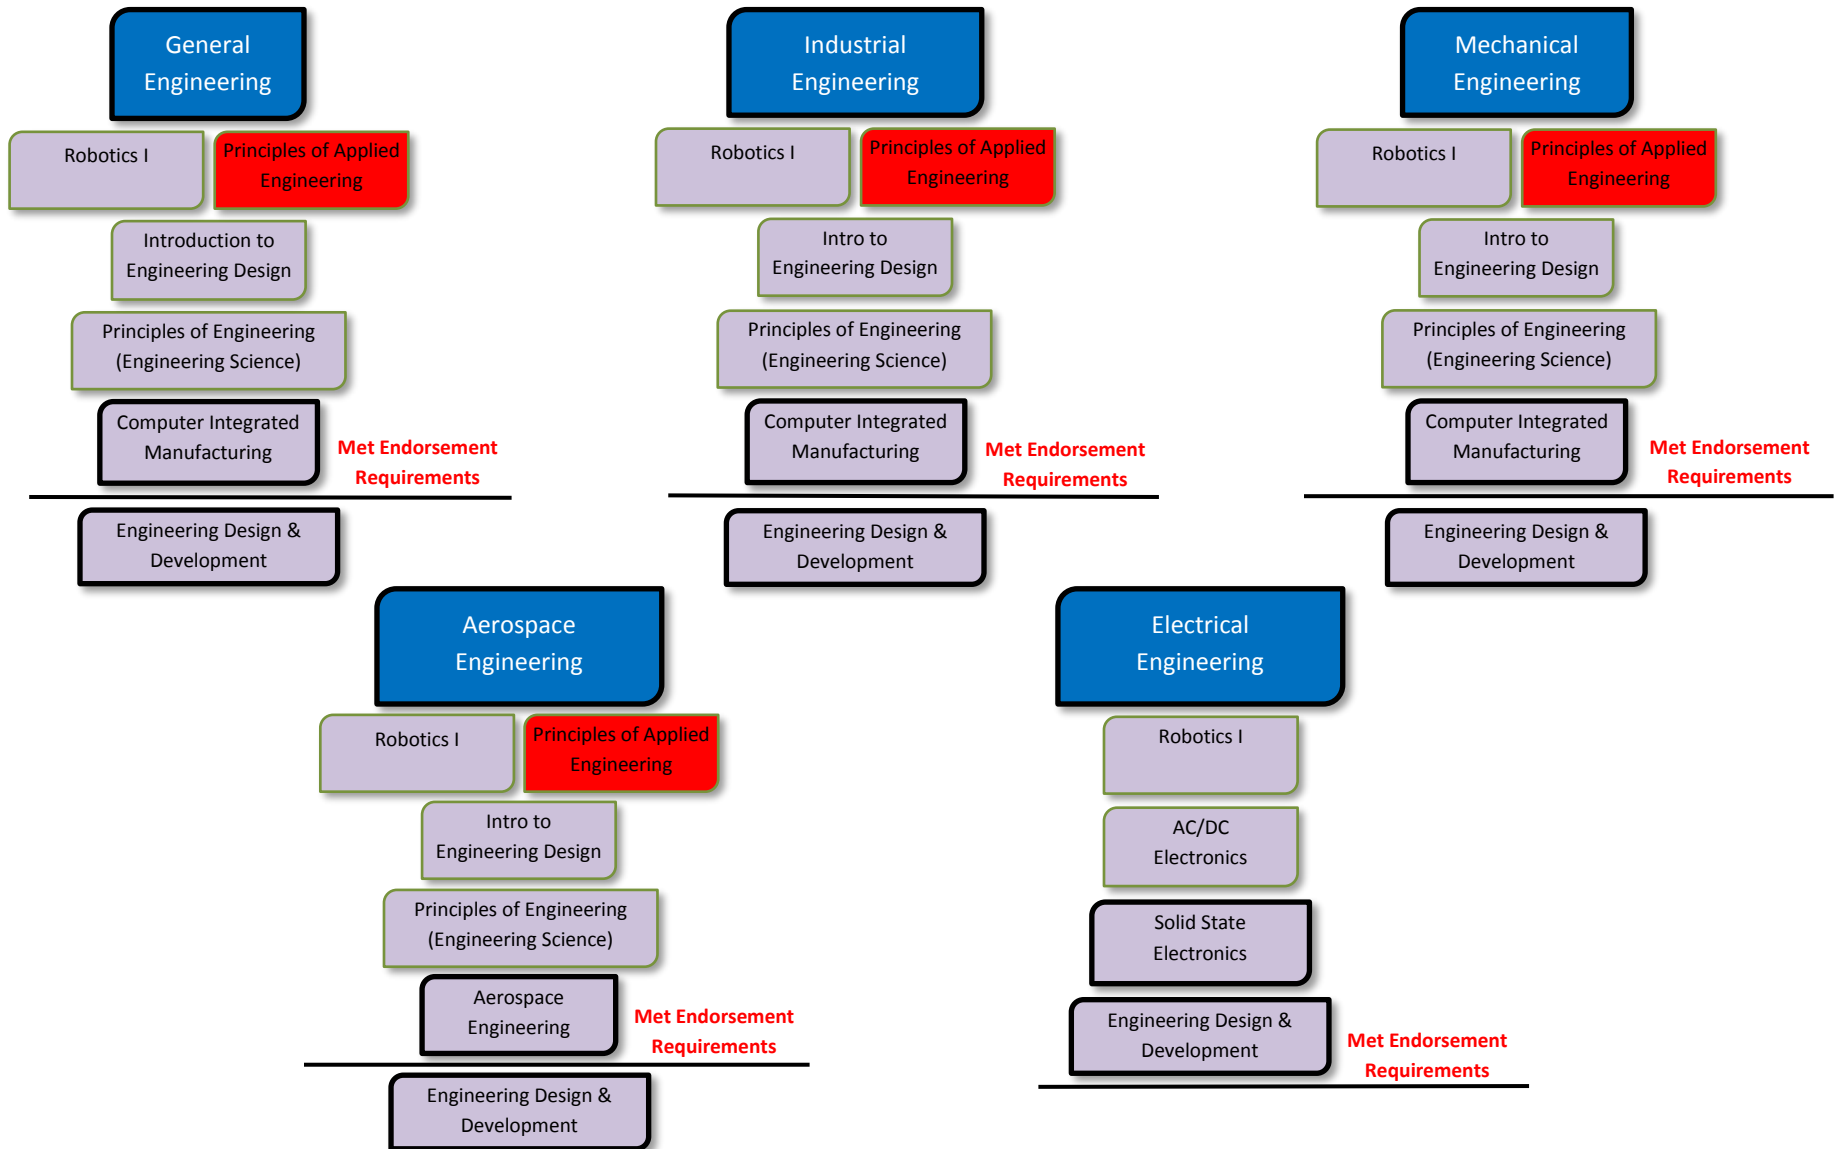 General
Engineering
Robotics I
Principles of Applied
Engineering
Introduction to
Engineering Design
Principles of Engineering
(Engineering Science)
Computer Integrated
Manufacturing
Met Endorsement
Requirements
Engineering Design &
Development
Industrial
Engineering
Robotics I
Principles of Applied
Engineering
Intro to
Engineering Design
Principles of Engineering
(Engineering Science)
Computer Integrated
Manufacturing
Met Endorsement
Requirements
Engineering Design &
Development
Mechanical
Engineering
Robotics I
Principles of Applied
Engineering
Intro to
Engineering Design
Principles of Engineering
(Engineering Science)
Computer Integrated
Manufacturing
Met Endorsement
Requirements
Engineering Design &
Development
Aerospace
Engineering
Robotics I
Principles of Applied
Engineering
Intro to
Engineering Design
Principles of Engineering
(Engineering Science)
Aerospace
Engineering
Met Endorsement
Requirements
Engineering Design &
Development
Electrical
Engineering
Robotics I
AC/DC
Electronics
Solid State
Electronics
Engineering Design &
Development
Met Endorsement
Requirements